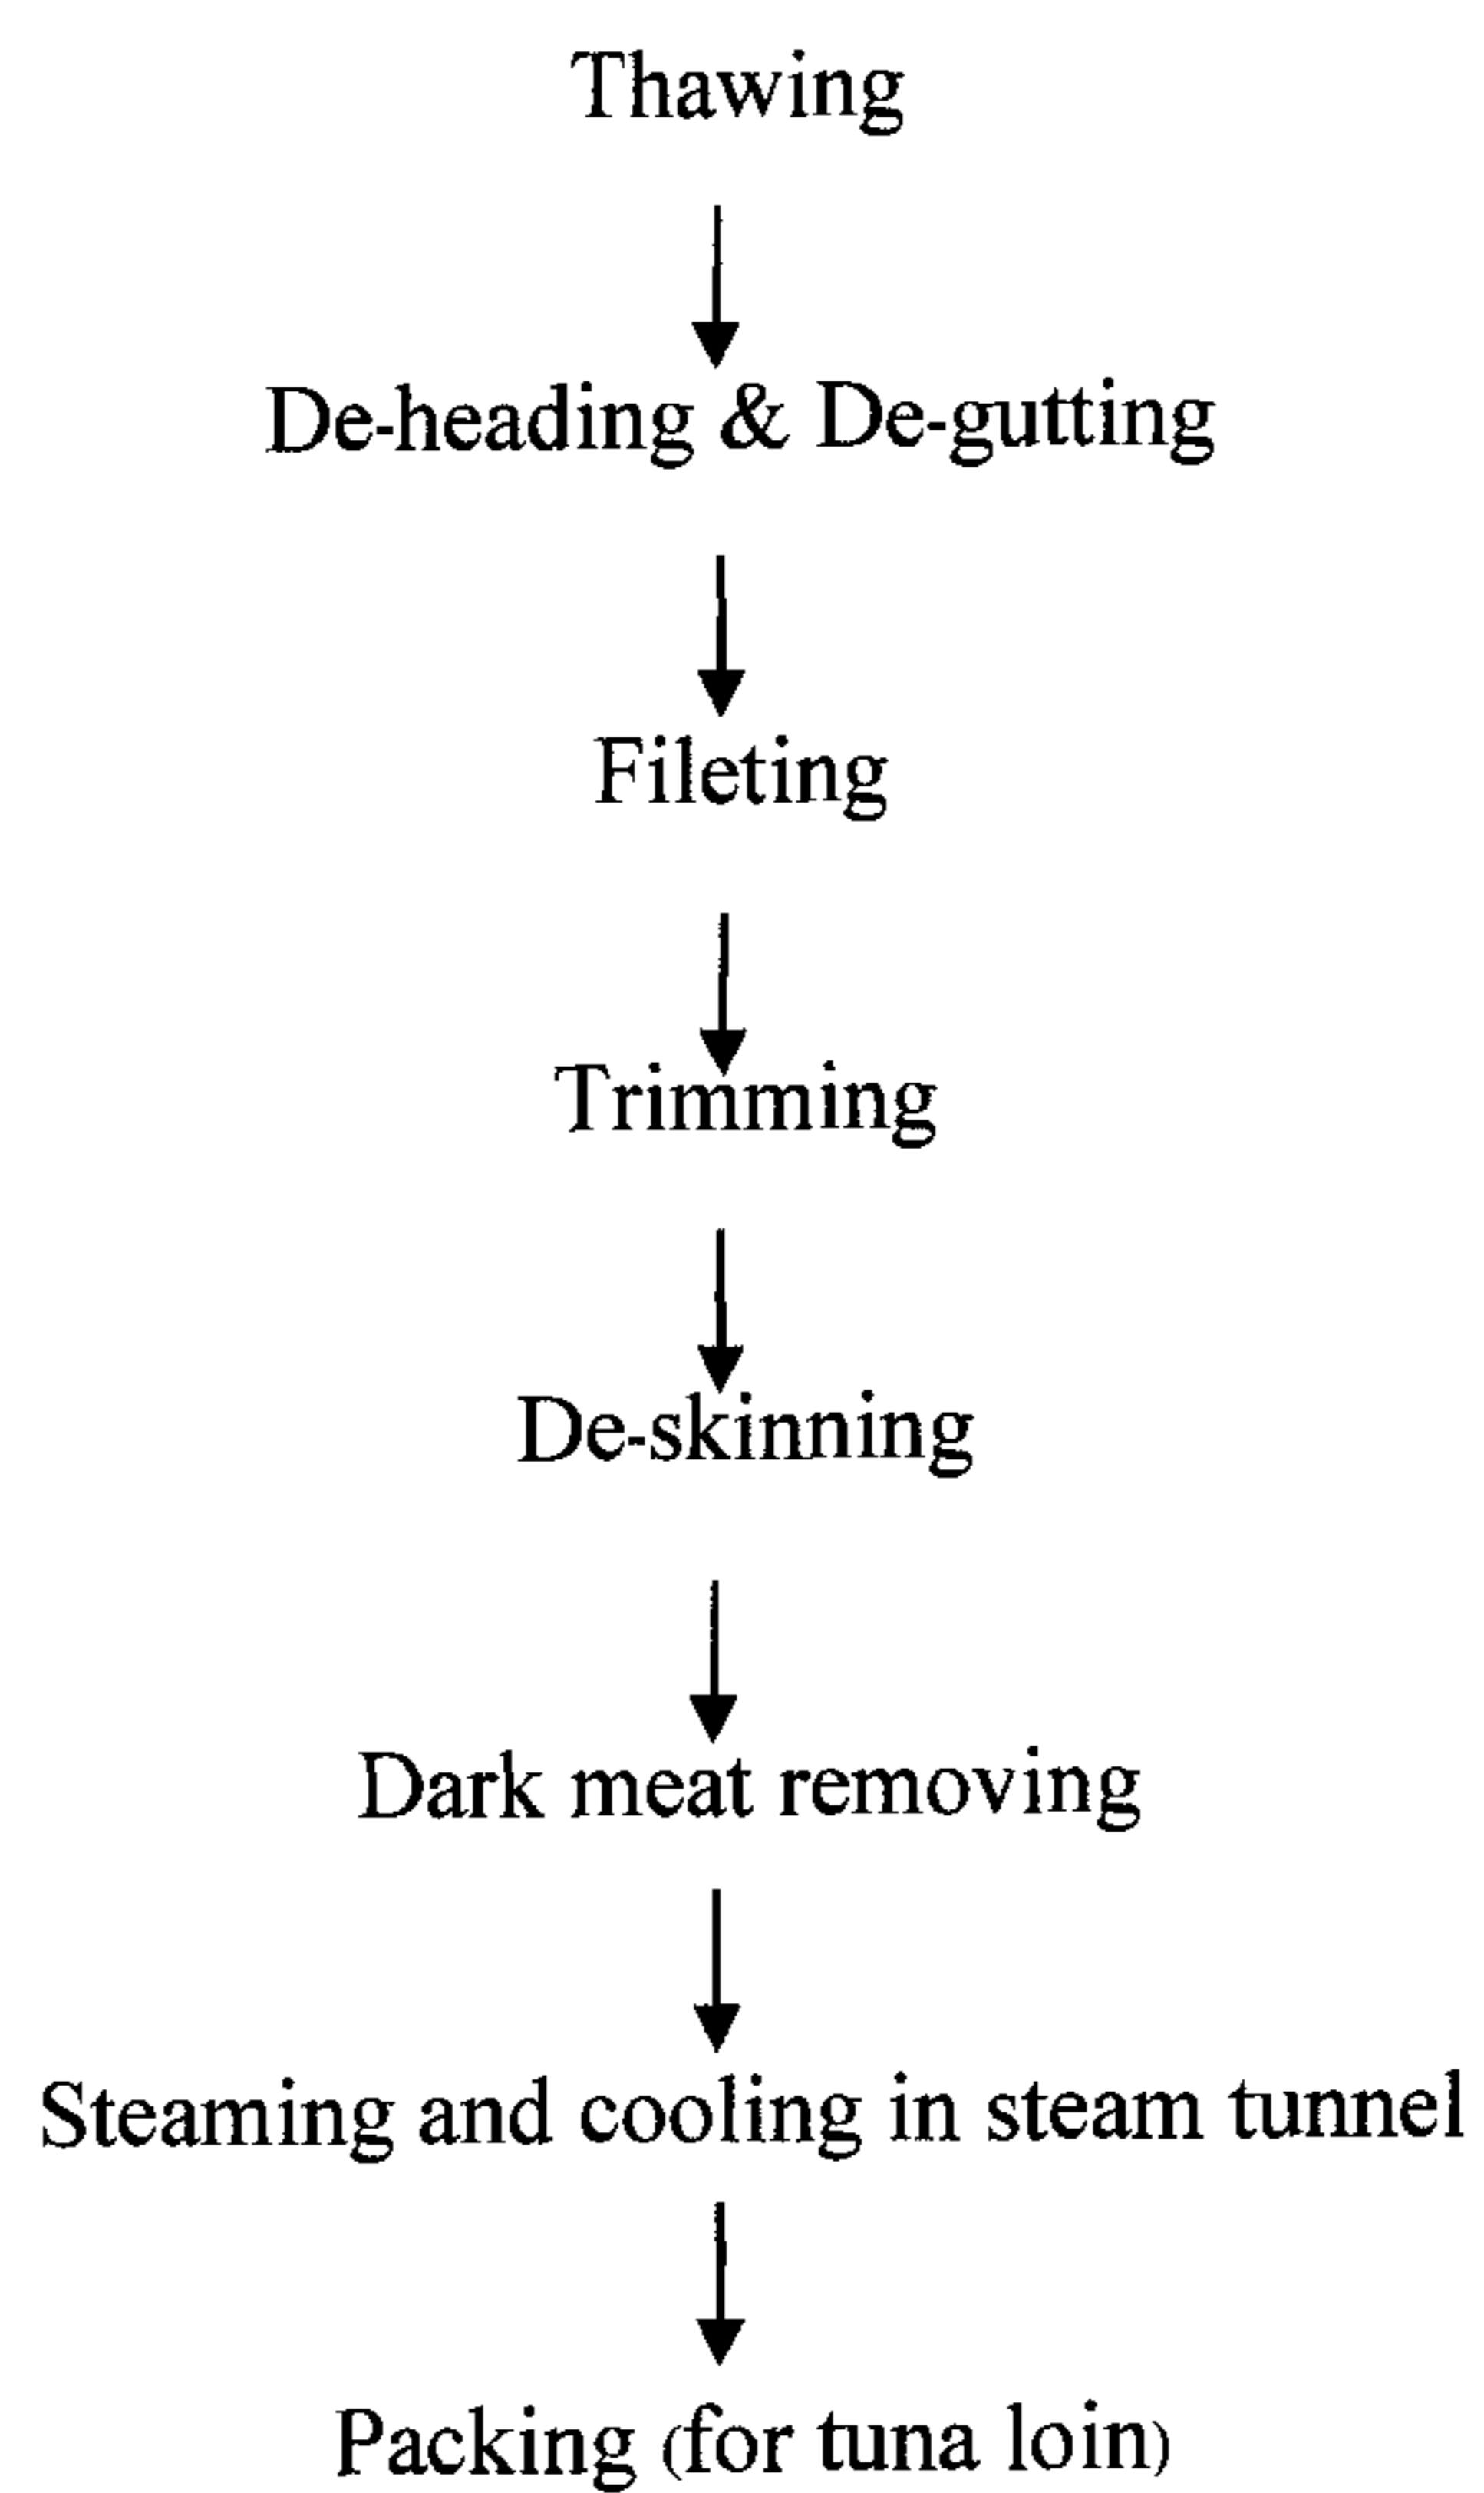 Thawing
De-heading & De-gutting
Fileting
Trimming
De-skinning
Dark meat removing
Steaming and cooling in steam tunnel
Packing (for tuna loin)